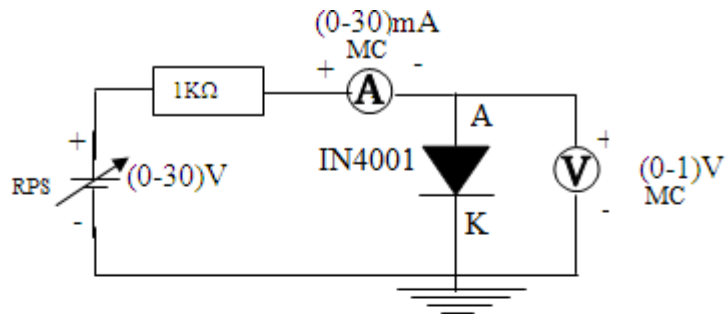 (0-30)mA
MC
+ -
1KΩ
A
A
+
(0-30)V
RPS
-
IN4001
K
+
V
(0-1)V
MC
-